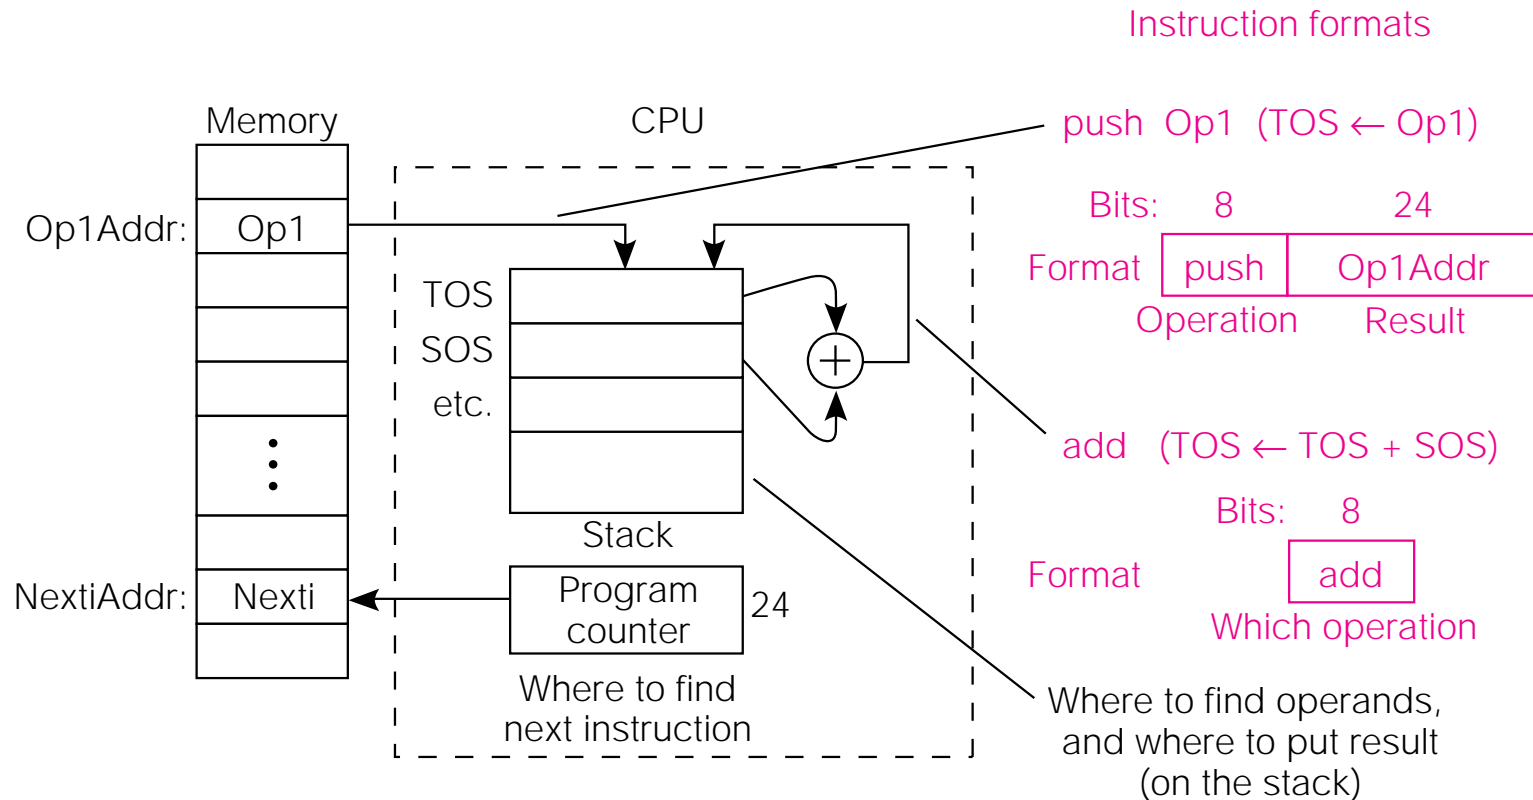 Instruction formats
Memory
CPU
push Op1 (TOS ← Op1)
Op1Addr:
Op1
Bits: 8 24
Format push Op1Addr
Operation Result
TOS
SOS
etc.
+
add (TOS ← TOS + SOS)
Bits: 8
Format add
Which operation
Stack
NextiAddr:
Nexti
Program
counter
24
Where to find
next instruction
Where to find operands,
and where to put result
(on the stack)